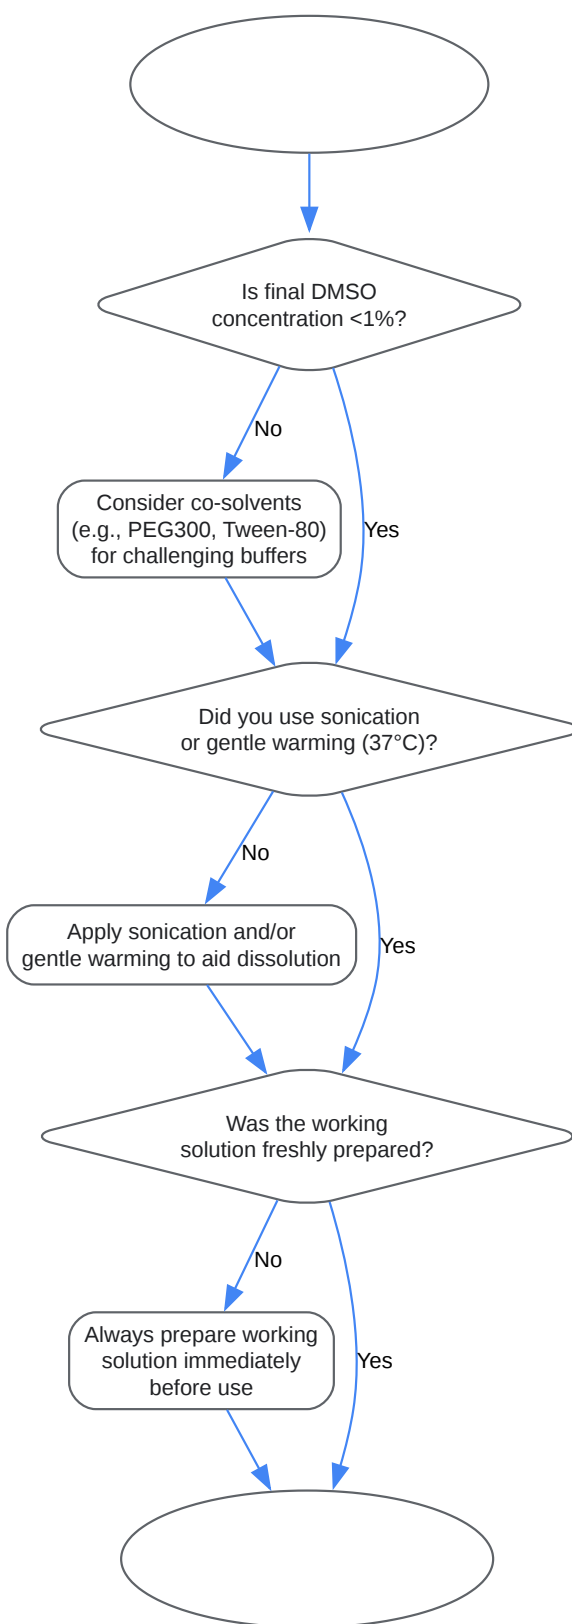 Is final DMSO
concentration <1%?
No
Consider co-solvents
(e.g., PEG300, Tween-80)
for challenging buffers
Yes
Did you use sonication
or gentle warming (37°C)?
No
Apply sonication and/or
gentle warming to aid dissolution
Yes
Was the working
solution freshly prepared?
No
Always prepare working
solution immediately
before use
Yes